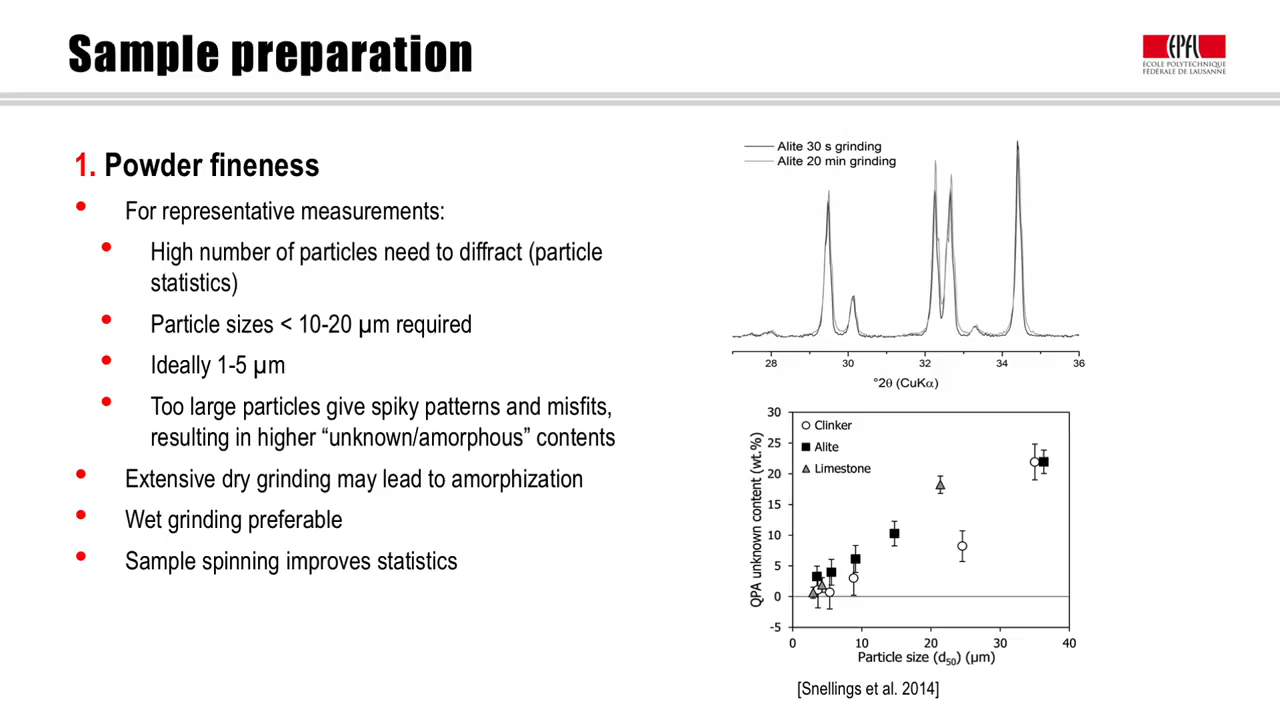 Sample preparation
EPFL
ÉCOLE POLYTECHNIQUE
FÉDÉRALE DE LAUSANNE
1. Powder fineness
• For representative measurements:
• High number of particles need to diffract (particle
statistics)
• Particle sizes < 10-20 µm required
• Ideally 1-5 µm
• Too large particles give spiky patterns and misfits,
resulting in higher “unknown/amorphous” contents
• Extensive dry grinding may lead to amorphization
• Wet grinding preferable
• Sample spinning improves statistics
Alite 30 s grinding
Alite 20 min grinding
28 30 32 34 36
°2θ (CuKα)
QPA unknown content (wt.%)
30
25
20
15
10
5
0
-5
Clinker
Alite
Limestone
0 10 20 30 40
Particle size (d50) (µm)
[Snellings et al. 2014]